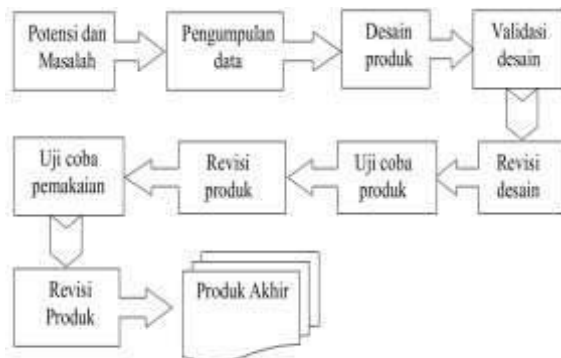 Potensi dan
Masalah
Pengumpulan
data
Desain
produk
Validasi
desain
Revisi
desain
Uji coba
produk
Revisi
produk
Uji coba
pemakaian
Revisi
Produk
Produk Akhir